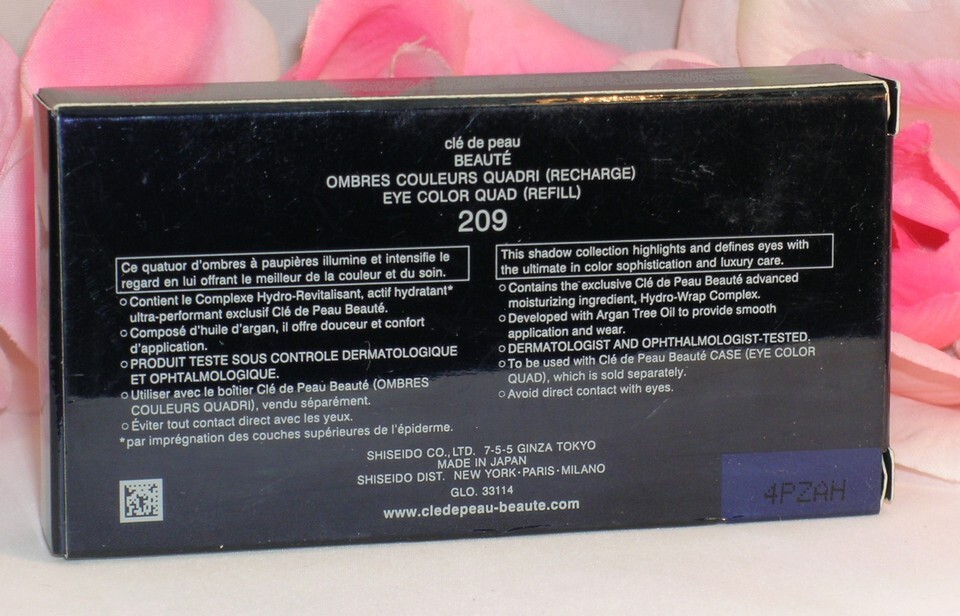 clé de peau
BEAUTÉ
OMBRES COULEURS QUADRI (RECHARGE)
EYE COLOR QUAD (REFILL)
209
Ce quatuor d'ombres à paupières illumine et intensifie le
regard en lui offrant le meilleur de la couleur et du soin.
○ Contient le Complexe Hydro-Revitalisant, actif hydratant*
ultra-performant exclusif Clé de Peau Beauté.
○ Composé d'huile d'argan, il offre douceur et confort
d'application.
○ PRODUIT TESTE SOUS CONTROLE DERMATOLOGIQUE
ET OPHTALMOLOGIQUE.
○ Utiliser avec le boîtier Clé de Peau Beauté (OMBRES
COULEURS QUADRI), vendu séparément.
○ Éviter tout contact direct avec les yeux.
*par imprégnation des couches supérieures de l'épiderme.
This shadow collection highlights and defines eyes with
the ultimate in color sophistication and luxury care.
○ Contains the exclusive Clé de Peau Beauté advanced
moisturizing ingredient, Hydro-Wrap Complex.
○ Developed with Argan Tree Oil to provide smooth
application and wear.
○ DERMATOLOGIST AND OPHTHALMOLOGIST-TESTED.
○ To be used with Clé de Peau Beauté CASE (EYE COLOR
QUAD), which is sold separately.
○ Avoid direct contact with eyes.
SHISEIDO CO., LTD. 7-5-5 GINZA TOKYO
MADE IN JAPAN
SHISEIDO DIST. NEW YORK·PARIS·MILANO
GLO. 33114
www.cledepeau-beaute.com
4PZAH